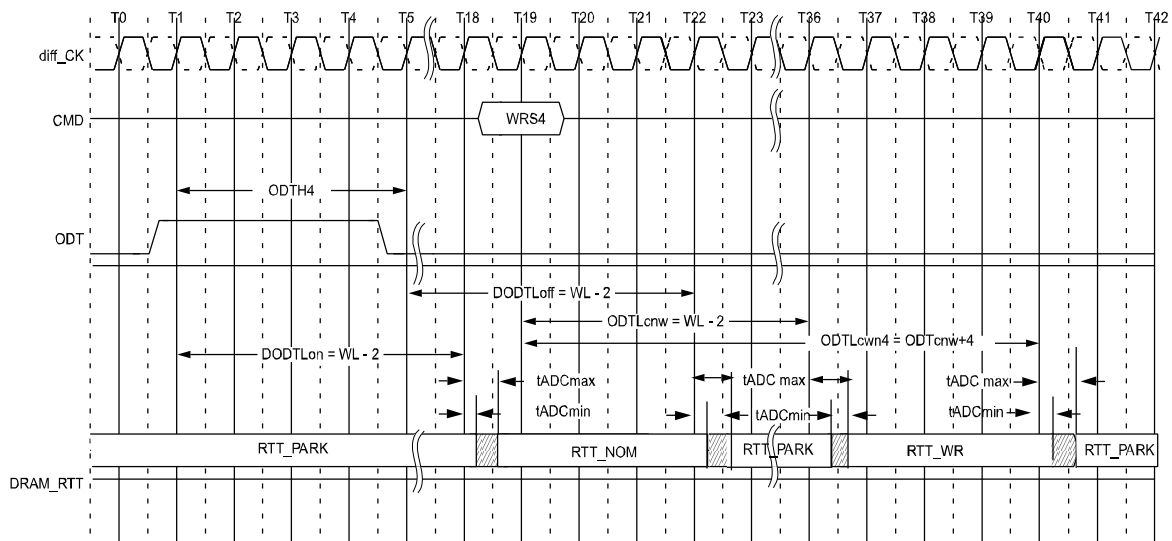 T0 T1 T2 T3 T4 T5 T18 T19 T20 T21 T22 T23 T36 T37 T38 T39 T40 T41 T42
diff_CK
CMD
WRS4
ODTH4
ODT
DODTLoff = WL - 2
ODTLcnw = WL - 2
ODTLcwn4 = ODTcnw+4
DODTLon = WL - 2
tADCmax tADC max tADC max
tADCmin tADCmin tADCmin
RTT_PARK RTT_NOM RTT_PARK RTT_WR RTT_PARK
DRAM_RTT